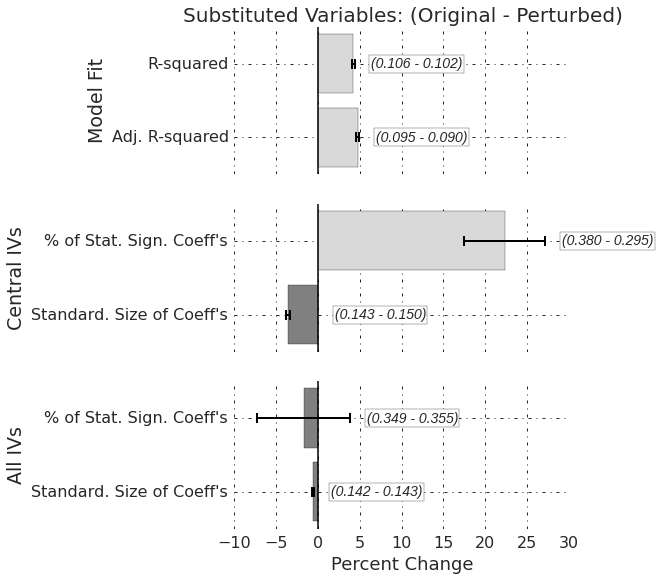 Substituted Variables: (Original - Perturbed)
Model Fit
R-squared
(0.106 - 0.102)
Adj. R-squared
(0.095 - 0.090)
Central IVs
% of Stat. Sign. Coeff's
(0.380 - 0.295)
Standard. Size of Coeff's
(0.143 - 0.150)
All IVs
% of Stat. Sign. Coeff's
(0.349 - 0.355)
Standard. Size of Coeff's
(0.142 - 0.143)
−10 −5 0 5 10 15 20 25 30
Percent Change